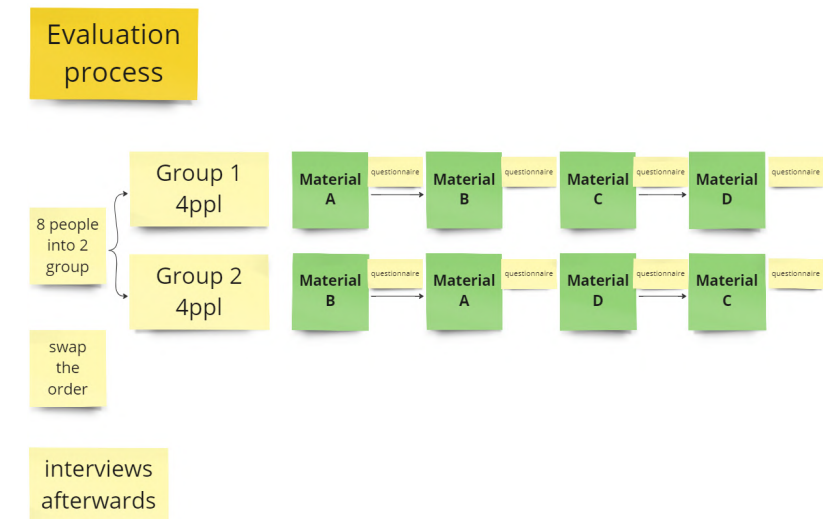 Evaluation
process
Group 1
4ppl
Material
A
questionnaire
Material
B
questionnaire
Material
C
questionnaire
Material
D
questionnaire
8 people
into 2
group
Group 2
4ppl
Material
B
questionnaire
Material
A
questionnaire
Material
D
questionnaire
Material
C
questionnaire
swap
the
order
interviews
afterwards